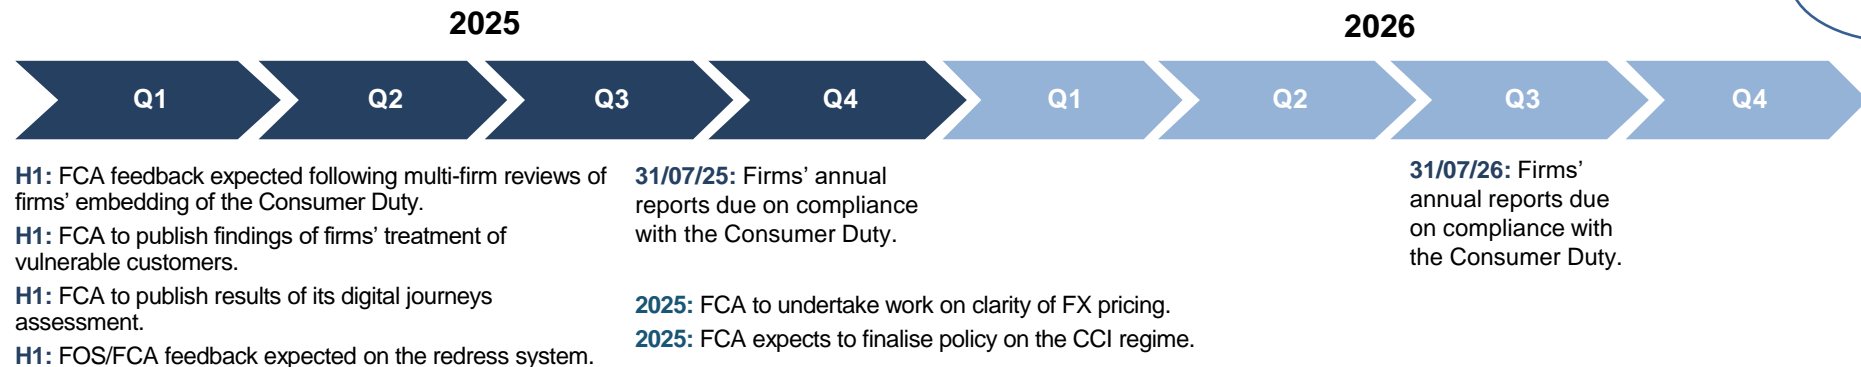 2025
2026
Q1
Q2
Q3
Q4
Q1
Q2
Q3
Q4
H1: FCA feedback expected following multi-firm reviews of
firms’ embedding of the Consumer Duty.
H1: FCA to publish findings of firms’ treatment of
vulnerable customers.
H1: FCA to publish results of its digital journeys
assessment.
H1: FOS/FCA feedback expected on the redress system.
31/07/25: Firms’ annual
reports due on compliance
with the Consumer Duty.
2025: FCA to undertake work on clarity of FX pricing.
2025: FCA expects to finalise policy on the CCI regime.
31/07/26: Firms’
annual reports due
on compliance with
the Consumer Duty.